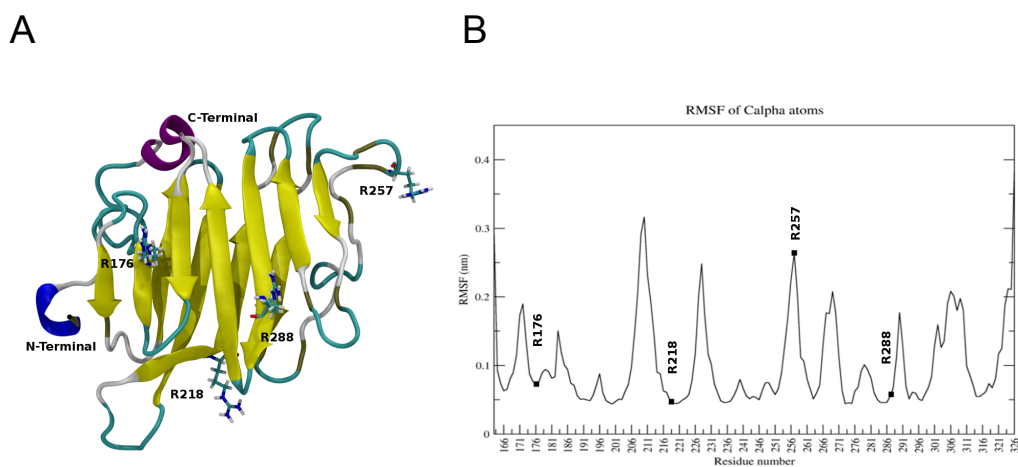 A
B
C-Terminal
R257
R176
N-Terminal
R288
R218
RMSF of Calpha atoms
0.4
0.3
0.2
0.1
0
RMSF (nm)
R176
R218
R257
R288
166 171 176 181 186 191 196 201 206 211 216 221 226 231 236 241 246 251 256 261 266 271 276 281 286 291 296 301 306 311 316 321 326
Residue number